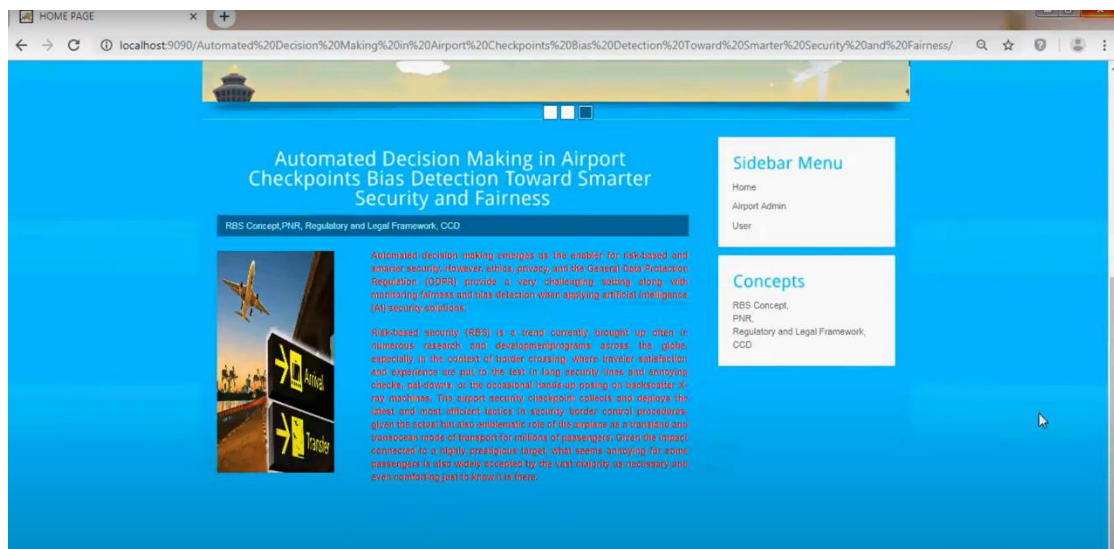 HOME PAGE
localhost:9090/Automated%20Decision%20Making%20in%20Airport%20Checkpoints%20Bias%20Detection%20Toward%20Smarter%20Security%20and%20Fairness/
Automated Decision Making in Airport
Checkpoints Bias Detection Toward Smarter
Security and Fairness
RBS Concept,PNR, Regulatory and Legal Framework, CCD
Arrival
Transfer
Automated decision making emerges as the enabler for risk-based and
smarter security. However, ethics, privacy, and the General Data Protection
Regulation (GDPR) provide a very challenging setting along with
monitoring fairness and bias detection when applying artificial intelligence
(AI) security solutions.
Risk-based security (RBS) is a trend currently brought up often in
numerous research and developmentprograms across the globe,
especially in the context of border crossing, where traveler satisfaction
and experience are put to the test in long security lines and annoying
checks, pat-downs, or the occasional hands-up posing on backscatter X-
ray machines. The airport security checkpoint collects and deploys the
latest and most efficient tactics in security border control procedures,
given the actual but also emblematic role of the airplane as a transland and
transocean mode of transport for millions of passengers. Given the impact
connected to a highly prestigious target, what seems annoying for some
passengers is also widely accepted by the vast majority as necessary and
even comforting just to know it is there.
Sidebar Menu
Home
Airport Admin
User
Concepts
RBS Concept,
PNR,
Regulatory and Legal Framework,
CCD